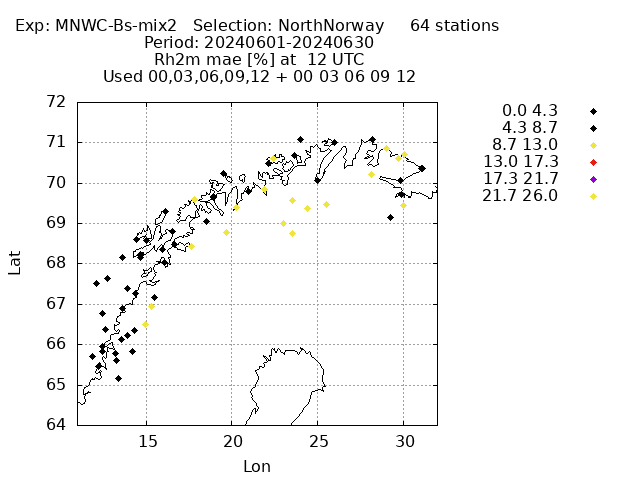 Exp: MNWC-Bs-mix2 Selection: NorthNorway 64 stations
Period: 20240601-20240630
Rh2m mae [%] at 12 UTC
Used 00,03,06,09,12 + 00 03 06 09 12
72
71
70
69
68
67
66
65
64
Lat
15 20 25 30
Lon
0.0 4.3
4.3 8.7
8.7 13.0
13.0 17.3
17.3 21.7
21.7 26.0